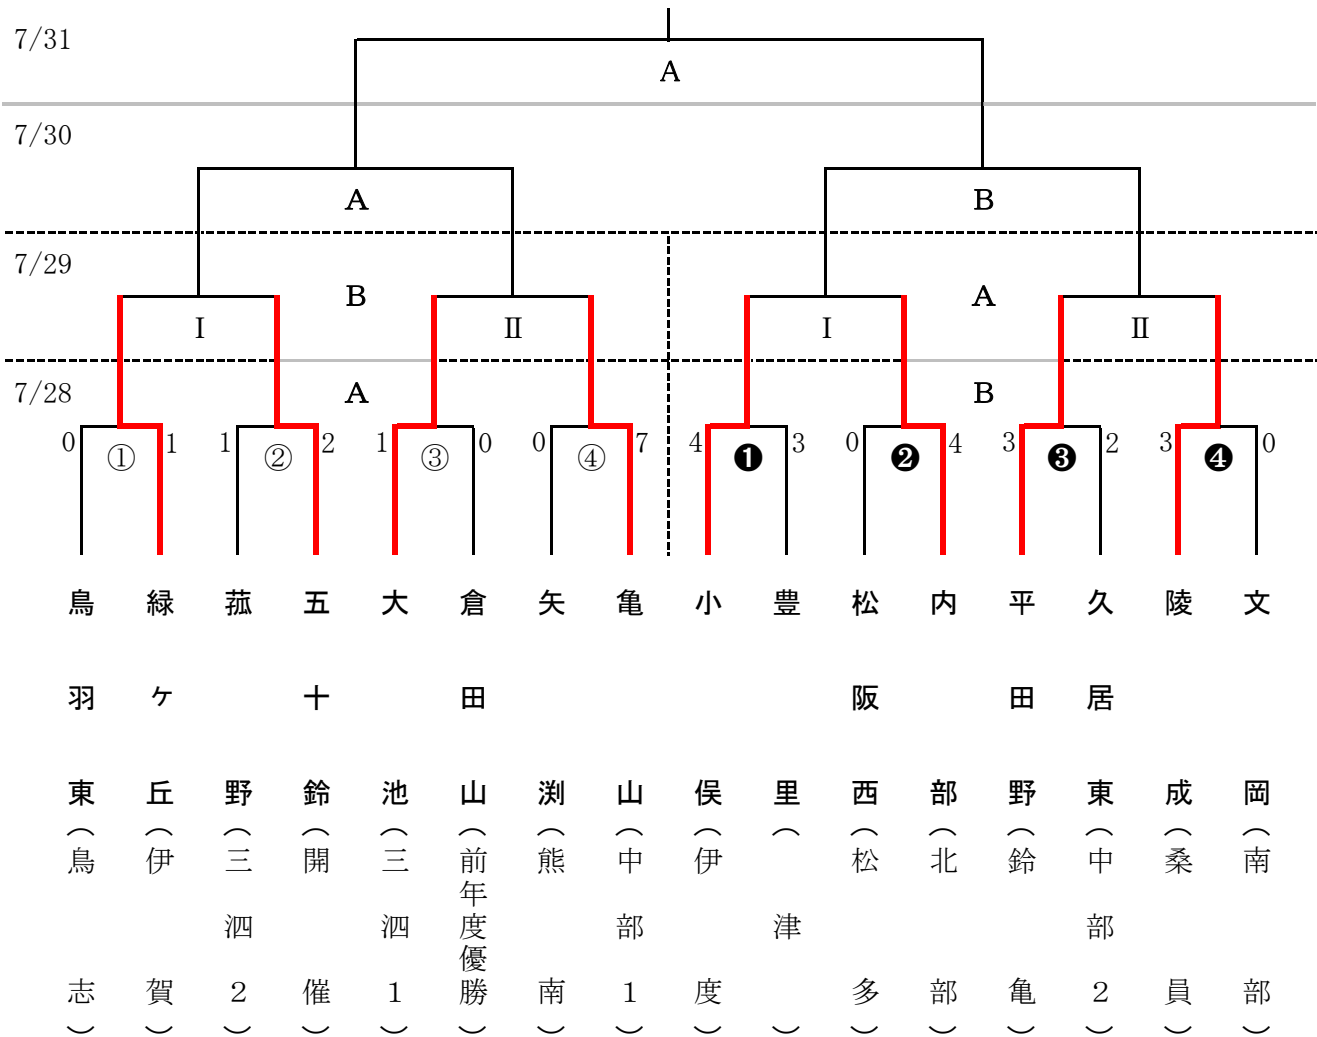 7/31
A
7/30
A
B
7/29
B
A
Ⅰ
Ⅱ
Ⅰ
Ⅱ
7/28
A
B
0 ① 1
1 ② 2
1 ③ 0
0 ④ 7
4 ❶ 3
0 ❷ 4
3 ❸ 2
3 ❹ 0
鳥羽東(鳥志)
緑ヶ丘(伊賀)
菰野(三泗2)
五十鈴(開催)
大池(三泗1)
倉田山(前年度優勝)
矢渕(熊南)
亀山(中部1)
小俣(伊度)
豊里(津)
松阪西(松多)
内部(北部)
平田野(鈴亀)
久居東(中部2)
陵成(桑員)
文岡(南部)